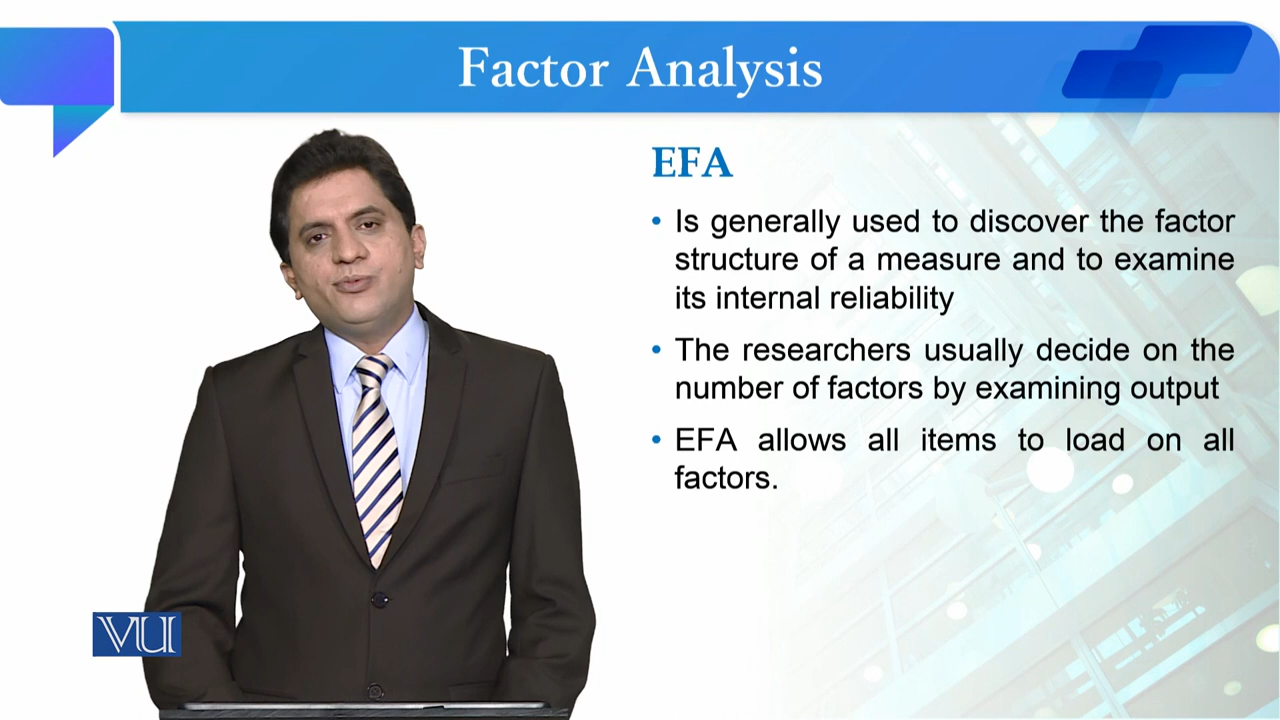 Factor Analysis
EFA
• Is generally used to discover the factor
structure of a measure and to examine
its internal reliability
• The researchers usually decide on the
number of factors by examining output
• EFA allows all items to load on all
factors.
VU